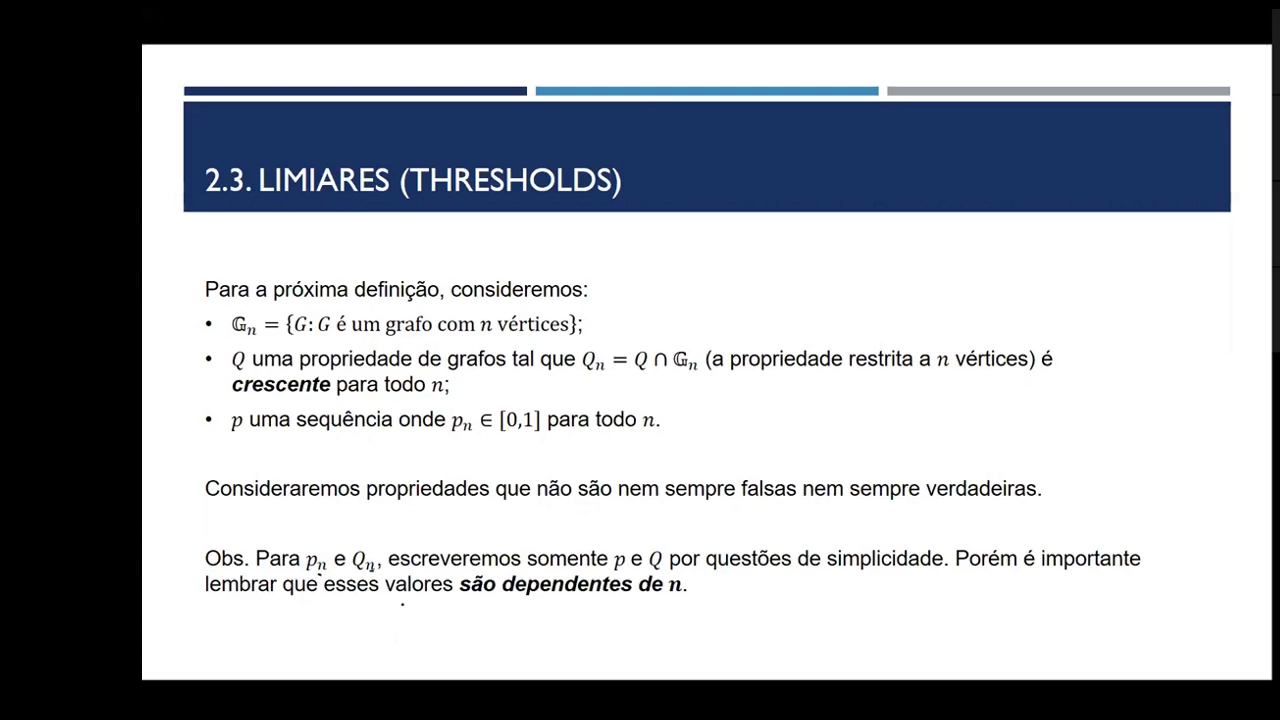 2.3. LIMIARES (THRESHOLDS)
Para a próxima definição, consideremos:
• 𝔾ₙ = {G: G é um grafo com n vértices};
• Q uma propriedade de grafos tal que Qₙ = Q ∩ 𝔾ₙ (a propriedade restrita a n vértices) é
crescente para todo n;
• p uma sequência onde pₙ ∈ [0,1] para todo n.
Consideraremos propriedades que não são nem sempre falsas nem sempre verdadeiras.
Obs. Para pₙ e Qₙ, escreveremos somente p e Q por questões de simplicidade. Porém é importante
lembrar que esses valores são dependentes de n.